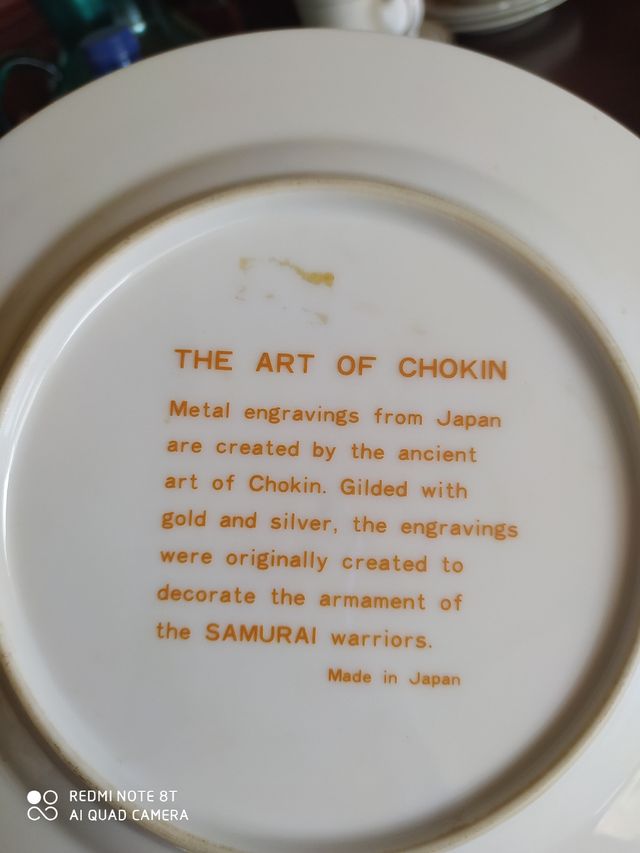 THE ART OF CHOKIN
Metal engravings from Japan
are created by the ancient
art of Chokin. Gilded with
gold and silver, the engravings
were originally created to
decorate the armament of
the SAMURAI warriors.
Made in Japan
REDMI NOTE 8T
AI QUAD CAMERA